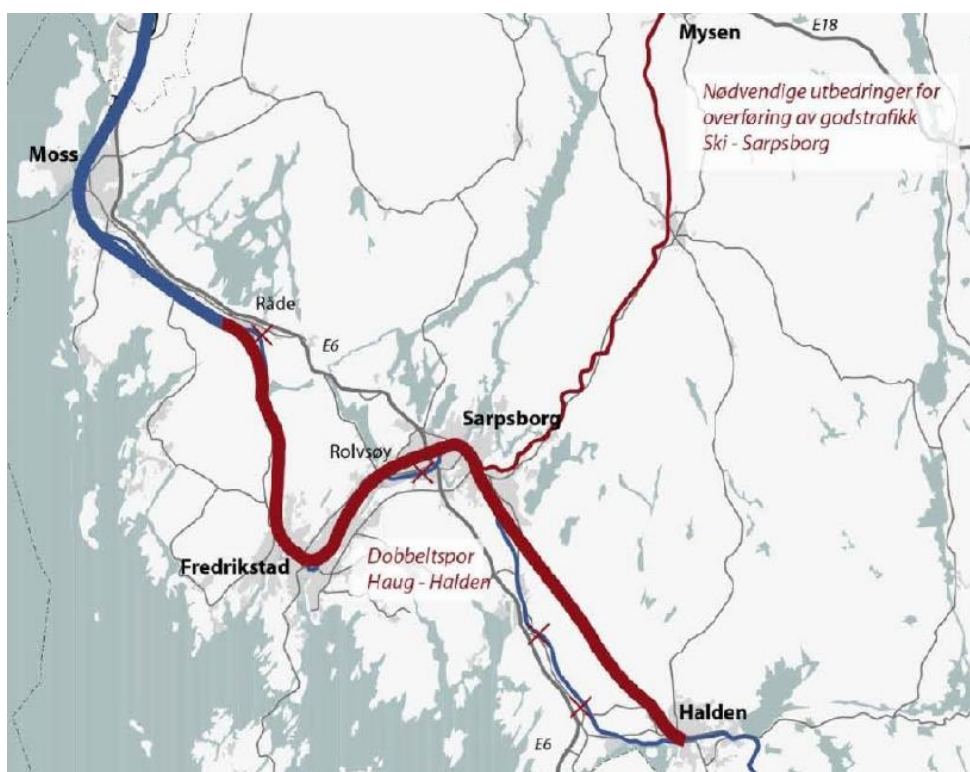 Mysen
E18
Nødvendige utbedringer for
overføring av godstrafikk
Ski - Sarpsborg
Moss
Råde
E6
Sarpsborg
Rolvsøy
Fredrikstad
Dobbeltspor
Haug - Halden
Halden
E6